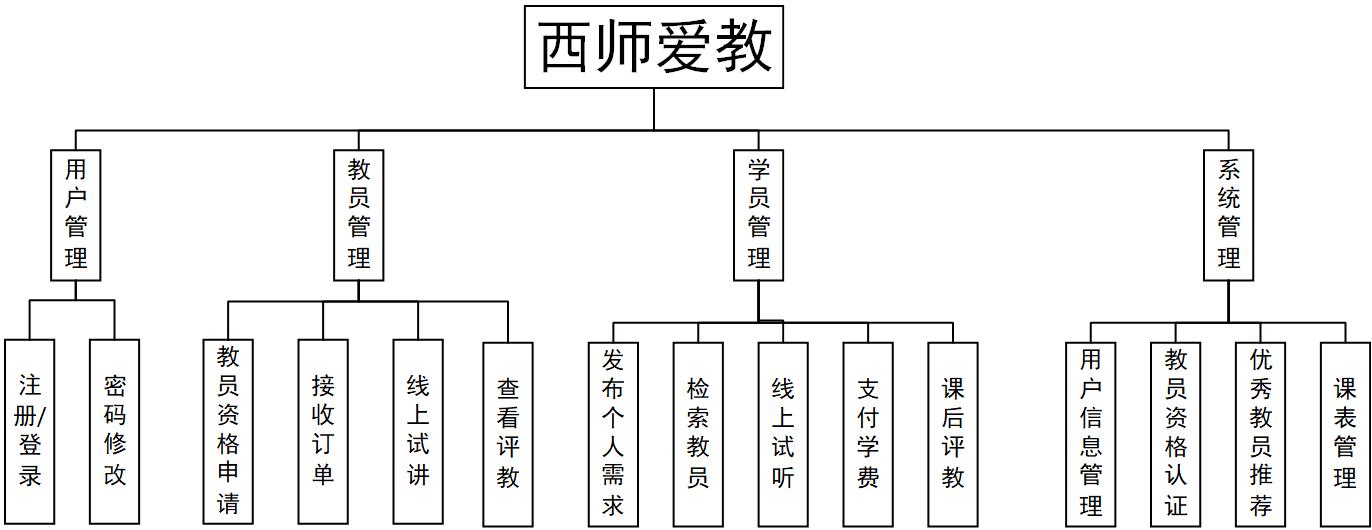 西师爱教
用户管理
教员管理
学员管理
系统管理
注册/登录
密码修改
教员资格申请
接收订单
线上试讲
查看评教
发布个人需求
检索教员
线上试听
支付学费
课后评教
用户信息管理
教员资格认证
优秀教员推荐
课表管理